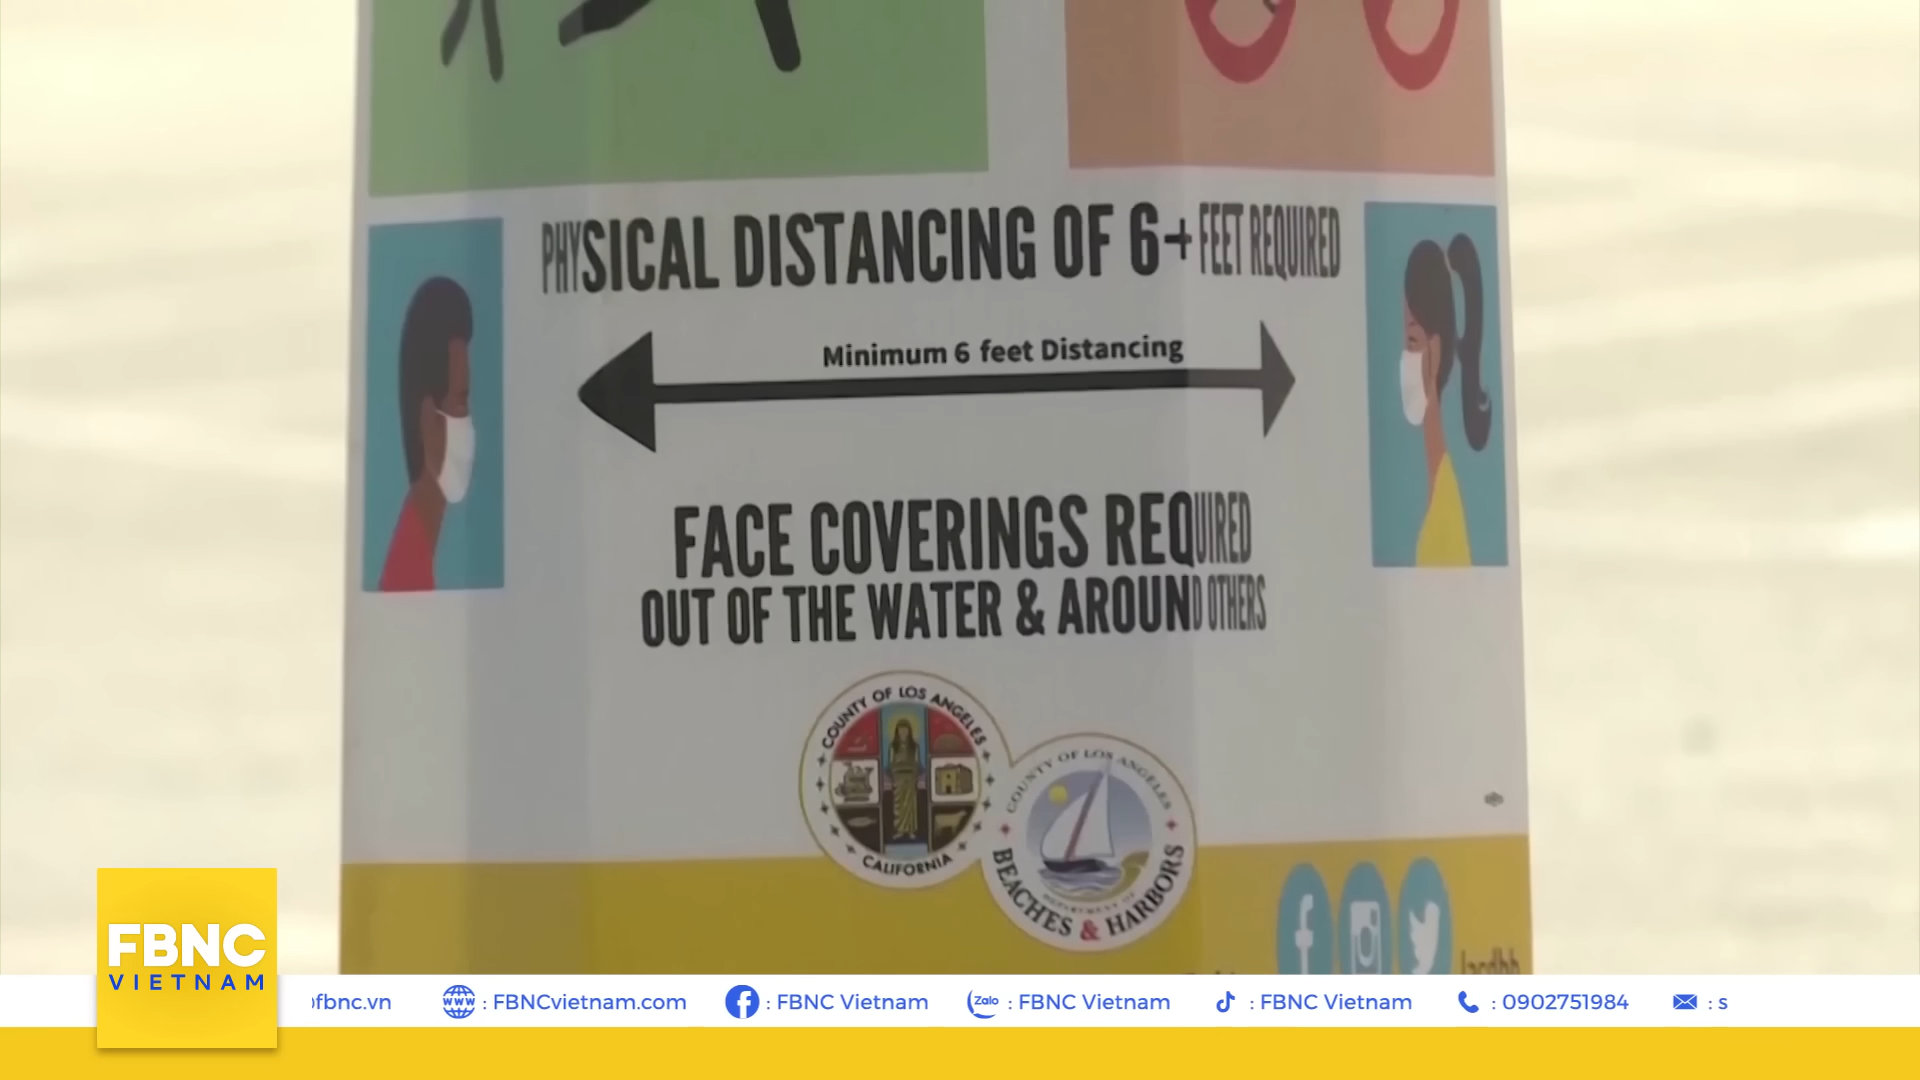 PHYSICAL DISTANCING OF 6+ FEET REQUIRED
Minimum 6 feet Distancing
FACE COVERINGS REQUIRED
OUT OF THE WATER & AROUND OTHERS
COUNTY OF LOS ANGELES
CALIFORNIA
COUNTY OF LOS ANGELES
DEPARTMENT OF
BEACHES & HARBORS
lacdbh
FBNC
VIETNAM
fbnc.vn
www : FBNCvietnam.com
: FBNC Vietnam
Zalo : FBNC Vietnam
: FBNC Vietnam
: 0902751984
: s